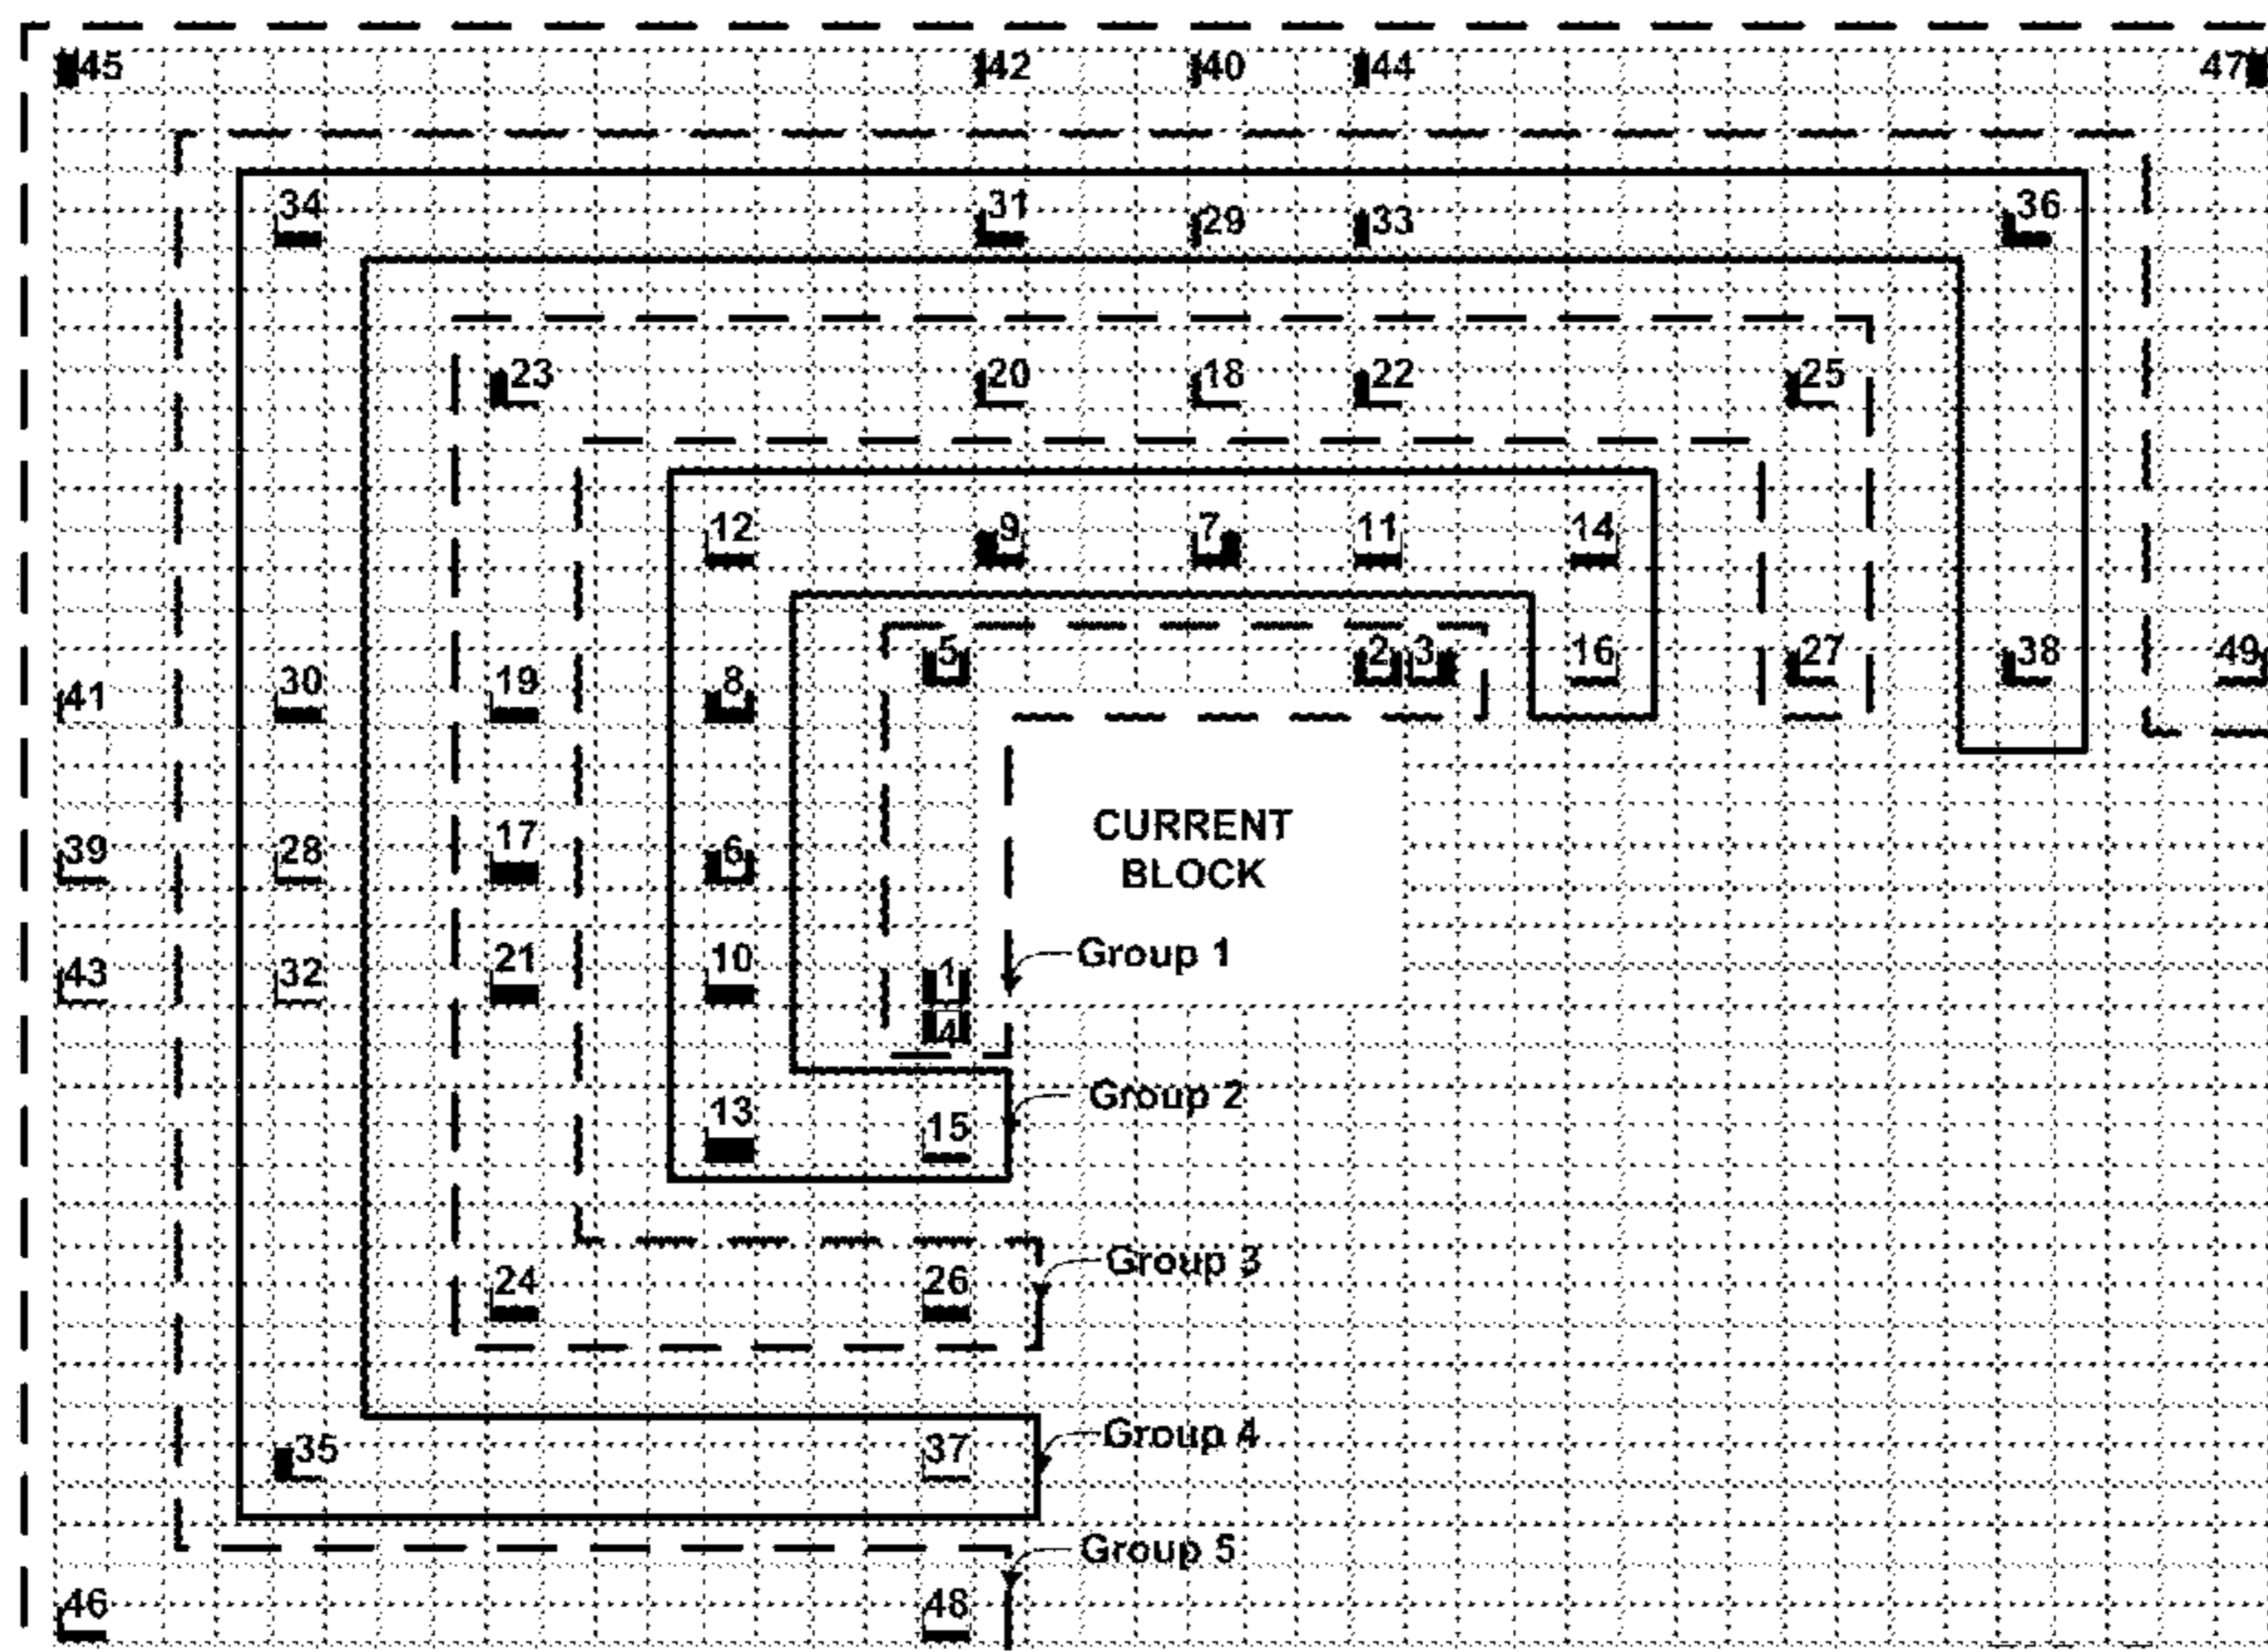 45 42 40 44 47
34 31 29 33 36
23 20 18 22 25
12 9 7 11 14
5 2 3 16 27 38 49
41 30 19 8
CURRENT
BLOCK
39 28 17 6
Group 1
43 32 21 10 1
4
Group 2
13 15
Group 3
24 26
Group 4
35 37
Group 5
46 48